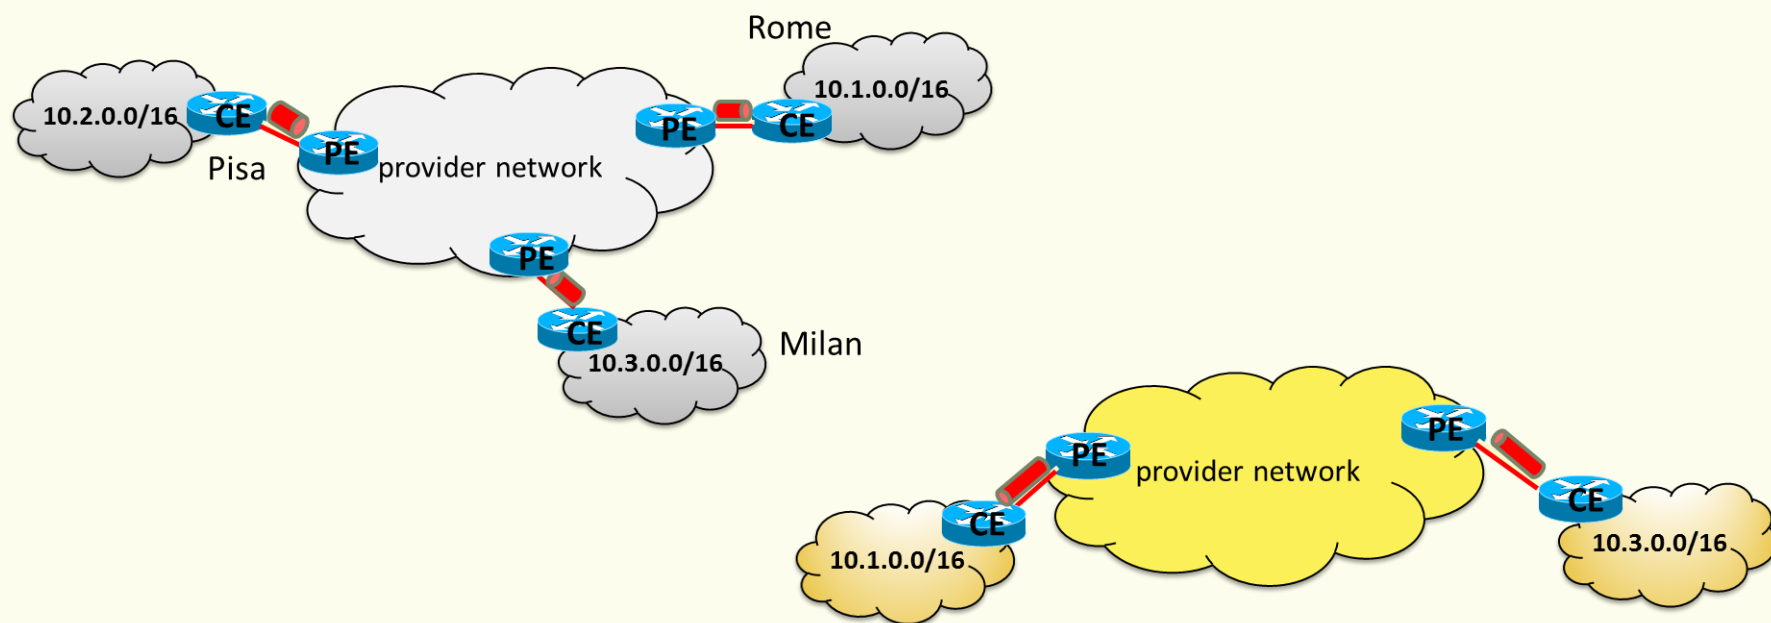 Rome
10.2.0.0/16
CE
PE
CE
10.1.0.0/16
Pisa
PE
provider network
PE
CE
10.3.0.0/16
Milan
PE
provider network
PE
CE
10.1.0.0/16
CE
10.3.0.0/16